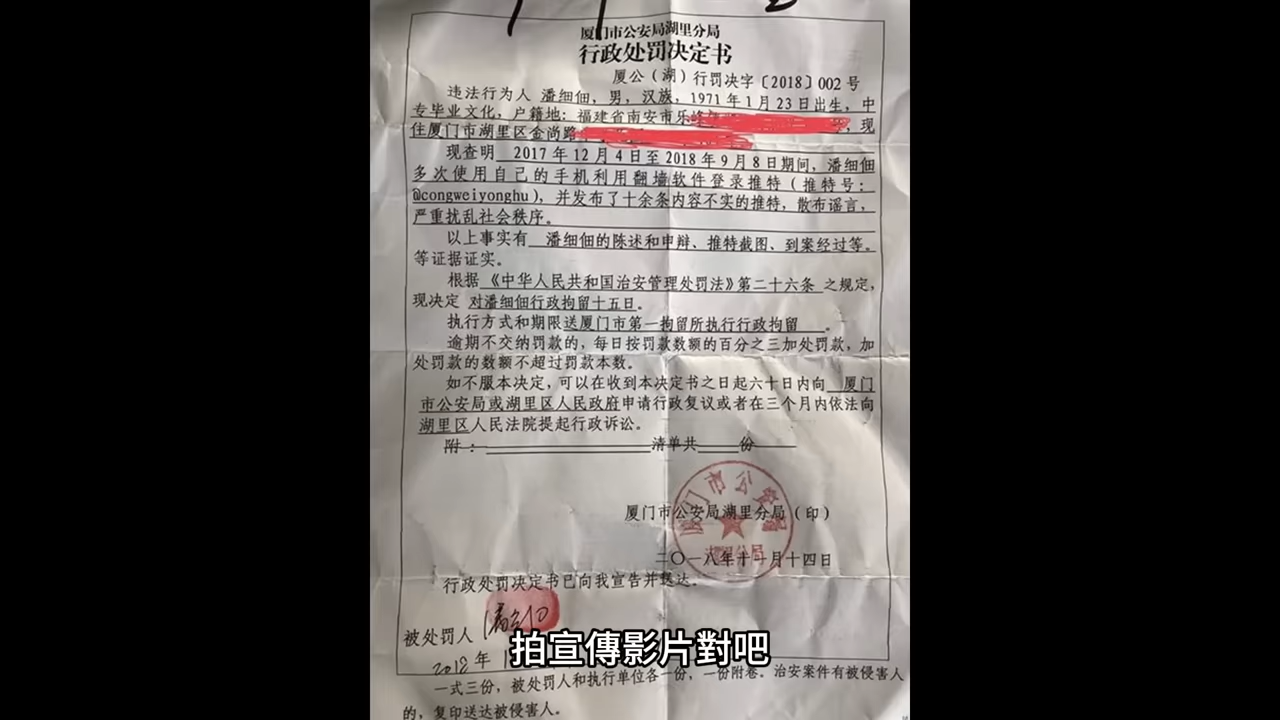 厦门市公安局湖里分局
行政处罚决定书
厦公（湖）行罚决字〔2018〕002 号
违法行为人 潘细佃，男，汉族，1971 年 1 月 23 日出生，中
专毕业文化，户籍地：福建省南安市乐峰
，现
住厦门市湖里区金尚路
现查明 2017 年 12 月 4 日至 2018 年 9 月 8 日期间，潘细佃
多次使用自己的手机利用翻墙软件登录推特（推特号：
@congweiyonghu），并发布了十余条内容不实的推特，散布谣言，
严重扰乱社会秩序。
以上事实有 潘细佃的陈述和申辩、推特截图、到案经过等。
等证据证实。
根据 《中华人民共和国治安管理处罚法》第二十六条 之规定，
现决定 对潘细佃行政拘留十五日。
执行方式和期限送厦门市第一拘留所执行行政拘留 。
逾期不交纳罚款的，每日按罚款数额的百分之三加处罚款，加
处罚款的数额不超过罚款本数。
如不服本决定，可以在收到本决定书之日起六十日内向 厦门
市公安局或湖里区人民政府申请行政复议或者在三个月内依法向
湖里区人民法院提起行政诉讼。
附：清单共 份
厦门市公安局湖里分局（印）
二〇一八年十一月十四日
行政处罚决定书已向我宣告并送达。
被处罚人
2018 年
拍宣傳影片對吧
一式三份，被处罚人和执行单位各一份，一份附卷。治安案件有被侵害人
的，复印送达被侵害人。